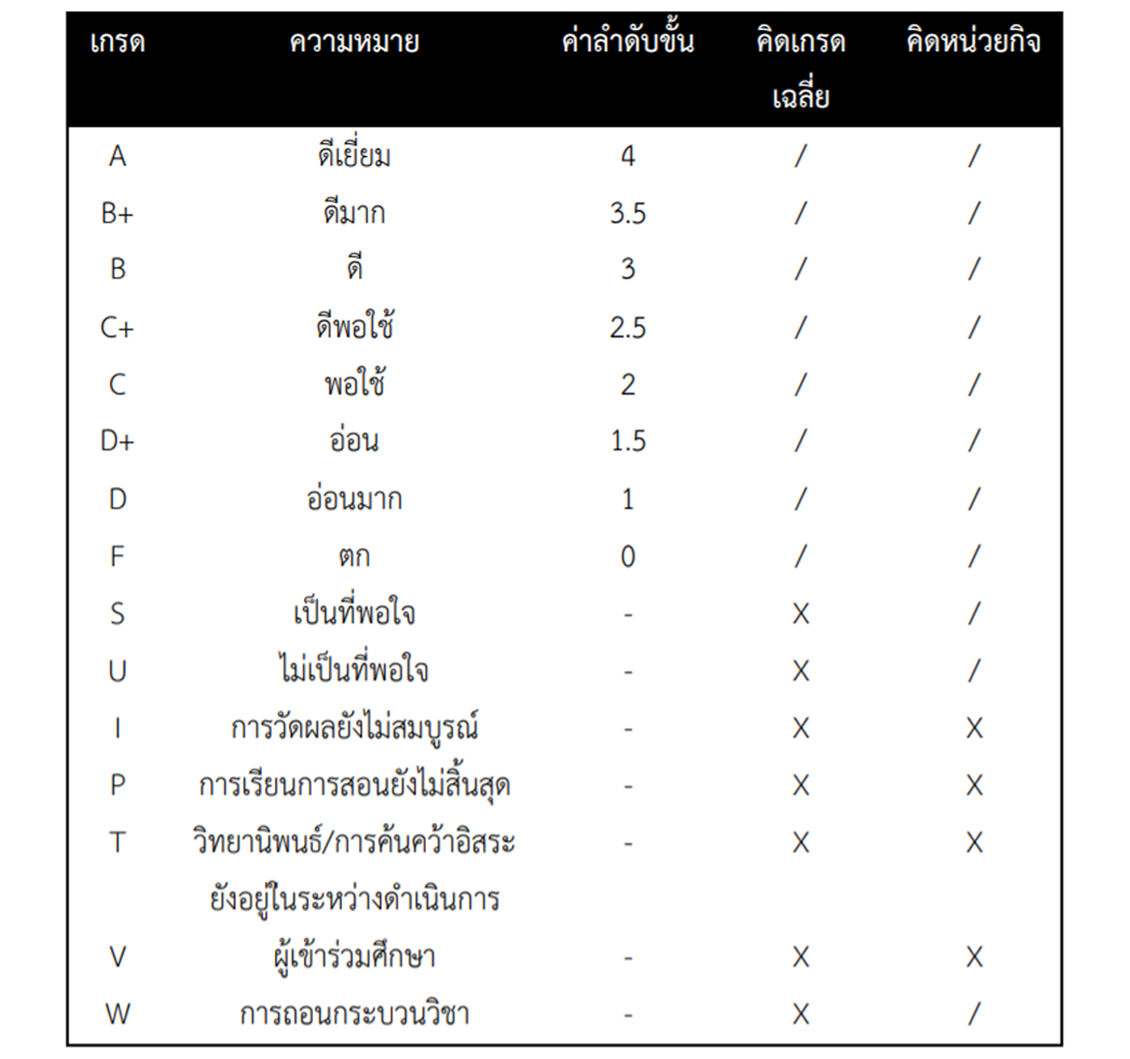 เกรด ความหมาย ค่าลำดับขั้น คิดเกรด คิดหน่วยกิจ
เฉลี่ย
A ดีเยี่ยม 4 / /
B+ ดีมาก 3.5 / /
B ดี 3 / /
C+ ดีพอใช้ 2.5 / /
C พอใช้ 2 / /
D+ อ่อน 1.5 / /
D อ่อนมาก 1 / /
F ตก 0 / /
S เป็นที่พอใจ - X /
U ไม่เป็นที่พอใจ - X /
I การวัดผลยังไม่สมบูรณ์ - X X
P การเรียนการสอนยังไม่สิ้นสุด - X X
T วิทยานิพนธ์/การค้นคว้าอิสระ - X X
ยังอยู่ในระหว่างดำเนินการ
V ผู้เข้าร่วมศึกษา - X X
W การถอนกระบวนวิชา - X /